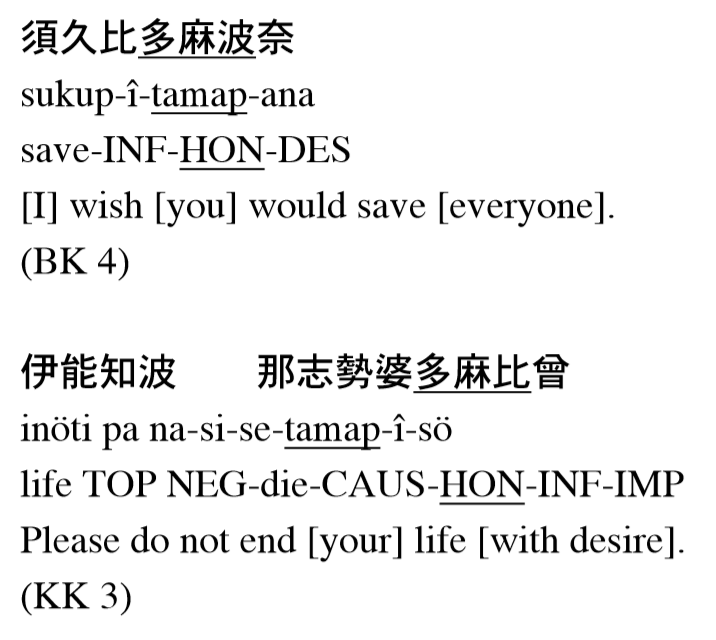 須久比多麻波奈
sukup-î-tamap-ana
save-INF-HON-DES
[I] wish [you] would save [everyone].
(BK 4)
伊能知波　　那志勢婆多麻比曾
inöti pa na-si-se-tamap-î-sö
life TOP NEG-die-CAUS-HON-INF-IMP
Please do not end [your] life [with desire].
(KK 3)